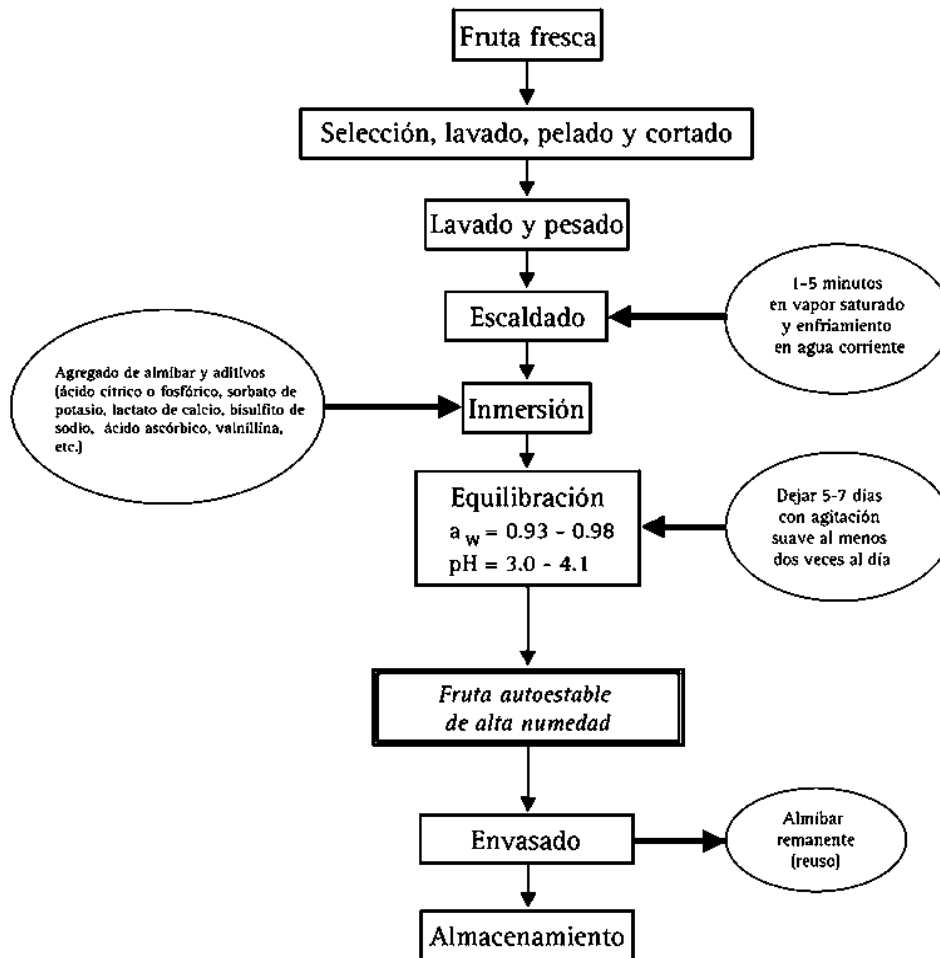 Fruta fresca
Selección, lavado, pelado y cortado
Lavado y pesado
Escaldado
1-5 minutos
en vapor saturado
y enfriamiento
en agua corriente
Agregado de almíbar y aditivos
(ácido cítrico o fosfórico, sorbato de
potasio, lactato de calcio, bisulfito de
sodio, ácido ascórbico, vainillina,
etc.)
Inmersión
Equilibración
a w = 0.93 - 0.98
pH = 3.0 - 4.1
Dejar 5-7 días
con agitación
suave al menos
dos veces al día
Fruta autoestable
de alta numedad
Envasado
Almíbar
remanente
(reuso)
Almacenamiento